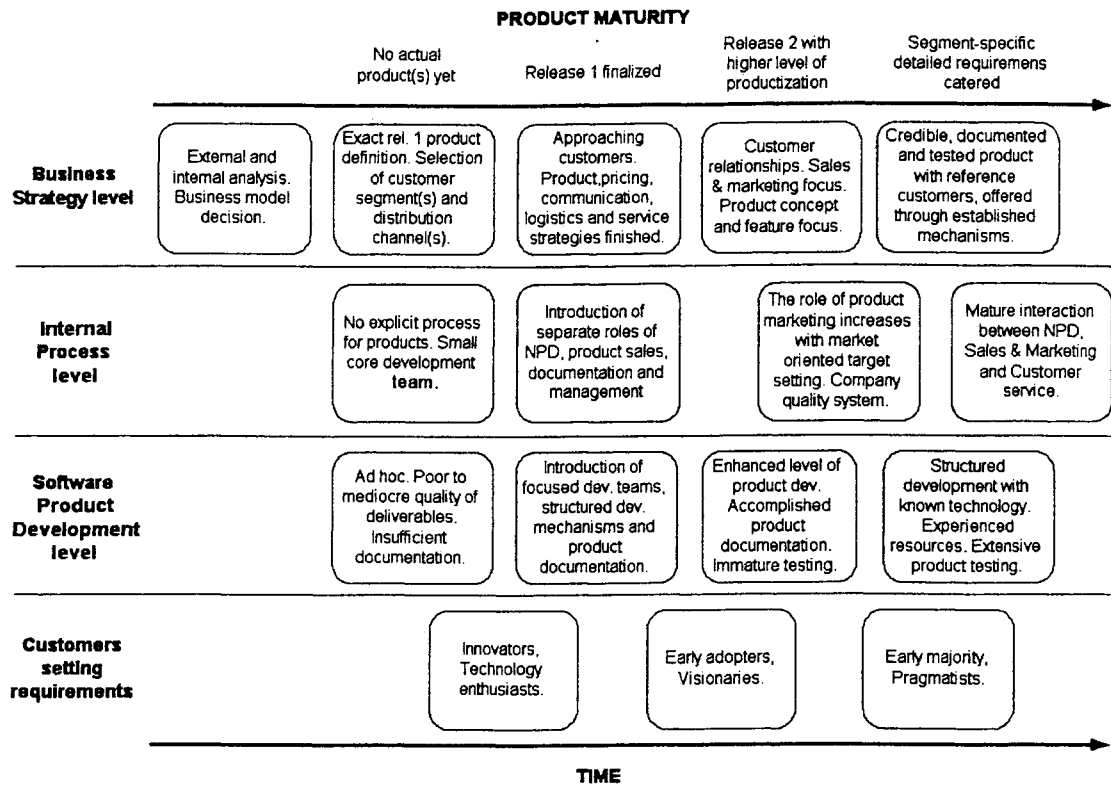 PRODUCT MATURITY
No actual
product(s) yet
Release 1 finalized
Release 2 with
higher level of
productization
Segment-specific
detailed requiremens
catered
Business
Strategy level
External and
internal analysis.
Business model
decision.
Exact rel. 1 product
definition. Selection
of customer
segment(s) and
distribution
channel(s).
Approaching
customers.
Product,pricing,
communication,
logistics and service
strategies finished.
Customer
relationships. Sales
& marketing focus.
Product concept
and feature focus.
Credible, documented
and tested product
with reference
customers, offered
through established
mechanisms.
Internal
Process
level
No explicit process
for products. Small
core development
team.
Introduction of
separate roles of
NPD, product sales,
documentation and
management
The role of product
marketing increases
with market
oriented target
setting. Company
quality system.
Mature interaction
between NPD,
Sales & Marketing
and Customer
service.
Software
Product
Development
level
Ad hoc. Poor to
mediocre quality of
deliverables.
Insufficient
documentation.
Introduction of
focused dev. teams,
structured dev.
mechanisms and
product
documentation.
Enhanced level of
product dev.
Accomplished
product
documentation.
Immature testing.
Structured
development with
known technology.
Experienced
resources. Extensive
product testing.
Customers
setting
requirements
Innovators,
Technology
enthusiasts.
Early adopters,
Visionaries.
Early majority,
Pragmatists.
TIME